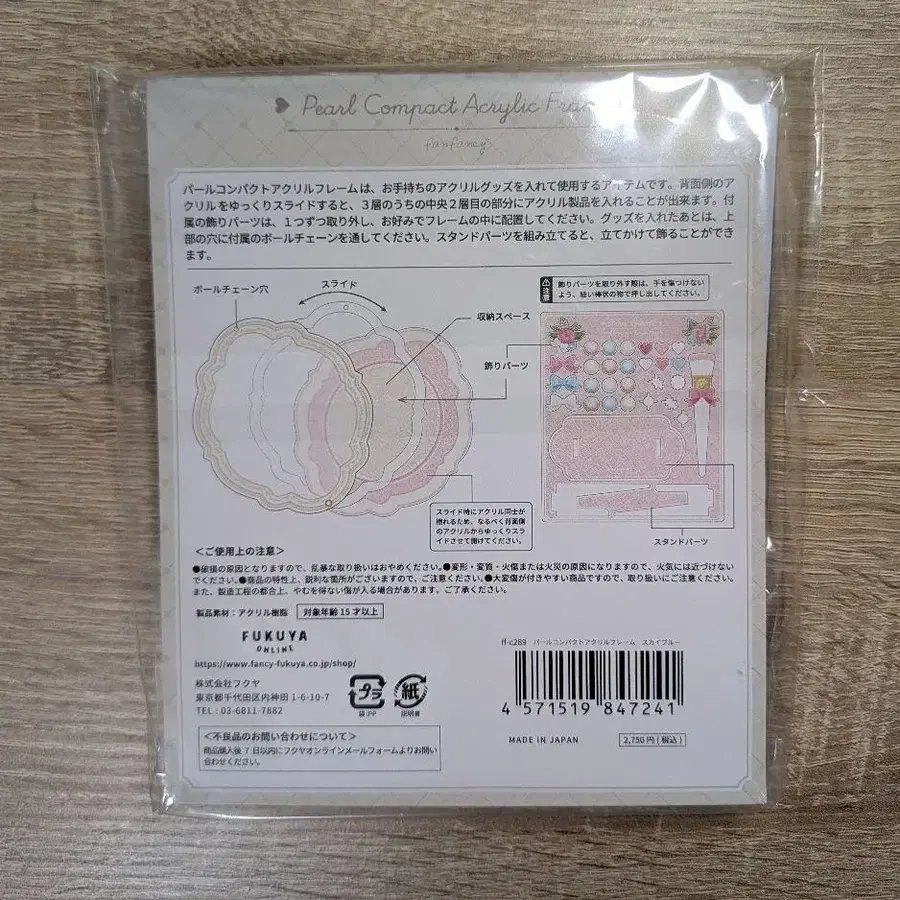 Pearl Compact Acrylic Fra
fanfancy
パールコンパクトアクリルフレームは、お手持ちのアクリルグッズを入れて使用するアイテムです。背面側のア
クリルをゆっくりスライドすると、3層のうちの中央2層目の部分にアクリル製品を入れることが出来ます。付
属の飾りパーツは、1つずつ取り外し、お好みでフレームの中に配置してください。グッズを入れたあとは、上
部の穴に付属のボールチェーンを通してください。スタンドパーツを組み立てると、立てかけて飾ることができ
ます。
ボールチェーン穴
スライド
収納スペース
飾りパーツ
注意
飾りパーツを取り外す際は、手を傷つけない
よう、細い棒状の物で押し出してください。
スライド時にアクリル同士が
擦れるため、なるべく背面側
のアクリルからゆっくりスラ
イドさせて開けてください。
スタンドパーツ
<ご使用上の注意>
●破損の原因となりますので、乱暴な取り扱いはおやめください。●変形・変質・火傷または火災の原因になりますので、火気には近づけない
でください。●商品の特性上、鋭利な箇所がございますので、ご注意ください。●大変傷が付きやすい商品ですので、取り扱いにご注意ください。
また、製造工程の都合上、やむを得ない傷が入る場合があります。ご了承ください。
製品素材：アクリル樹脂 対象年齢15才以上
FUKUYA
ONLINE
https://www.fancy-fukuya.co.jp/shop/
株式会社フクヤ
東京都千代田区内神田1-6-10-7
TEL：03-6811-7882
プラ
袋:PP
紙
説明書
<不良品のお問い合わせについて>
商品購入後7日以内にフクヤオンラインメールフォームよりお問い
合わせください。
ff-c289 パールコンパクトアクリルフレーム スカイブルー
4 571519 847241
MADE IN JAPAN
2,750円(税込)